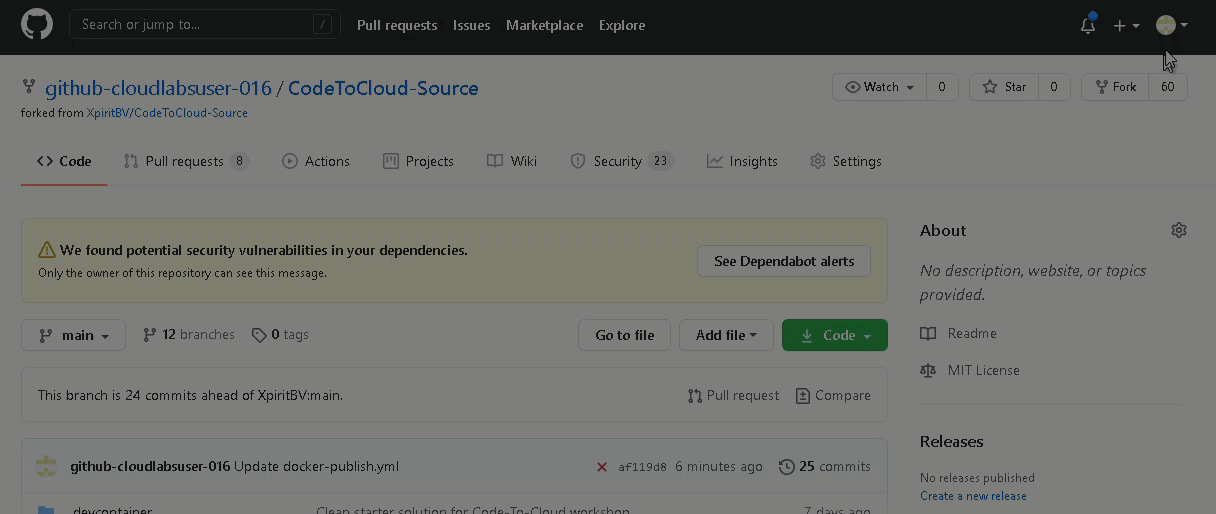 Search or jump to... / Pull requests Issues Marketplace Explore
github-cloudlabsuser-016 / CodeToCloud-Source Watch 0 Star 0 Fork 60
forked from XpiritBV/CodeToCloud-Source
Code Pull requests 8 Actions Projects Wiki Security 23 Insights Settings
We found potential security vulnerabilities in your dependencies.
Only the owner of this repository can see this message.
See Dependabot alerts
main 12 branches 0 tags Go to file Add file Code
This branch is 24 commits ahead of XpiritBV:main. Pull request Compare
github-cloudlabsuser-016 Update docker-publish.yml af119d8 6 minutes ago 25 commits
.devcontainer Clean starter solution for Code-To-Cloud workshop 7 days ago
About
No description, website, or topics
provided.
Readme
MIT License
Releases
No releases published
Create a new release